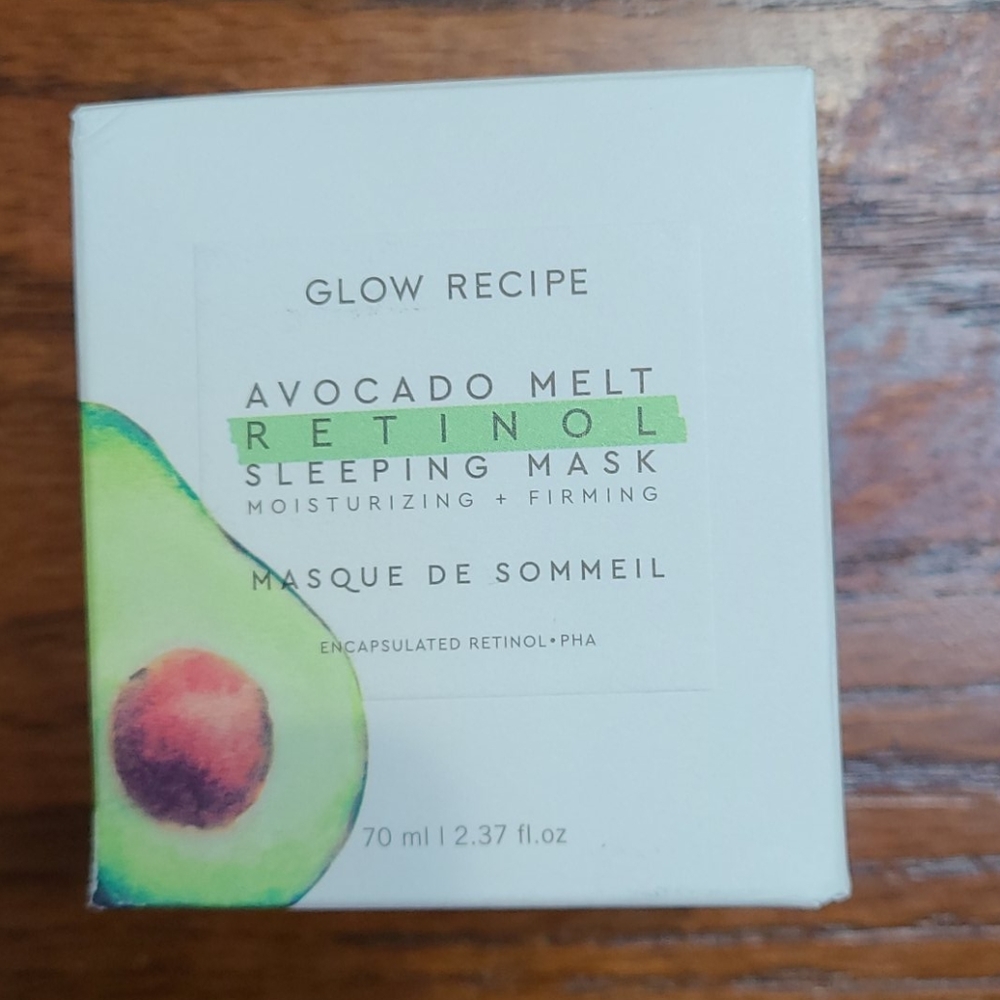 GLOW RECIPE
AVOCADO MELT
RETINOL
SLEEPING MASK
MOISTURIZING + FIRMING
MASQUE DE SOMMEIL
ENCAPSULATED RETINOL•PHA
70 ml | 2.37 fl.oz